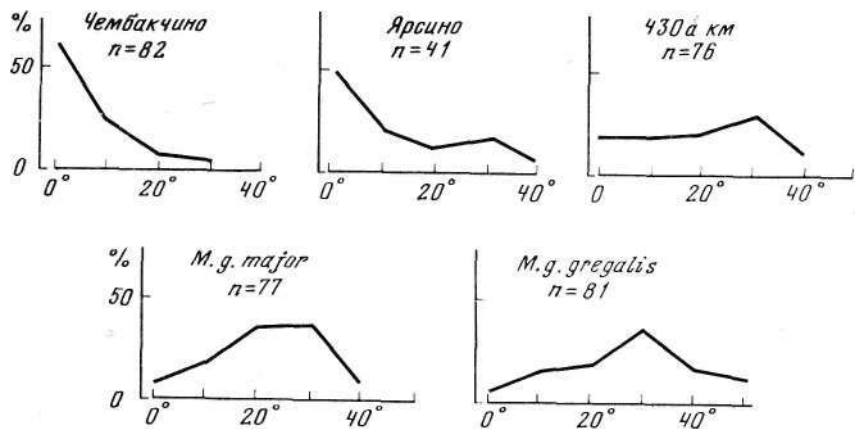 %
50
0
Чембакчино
n=82
0° 20° 40°
Ярсино
n=41
0° 20° 40°
430а км
n=76
0 20° 40°
%
50
0
M.g. major
n=77
0° 20° 40°
M.g. gregalis
n=81
0° 20° 40°